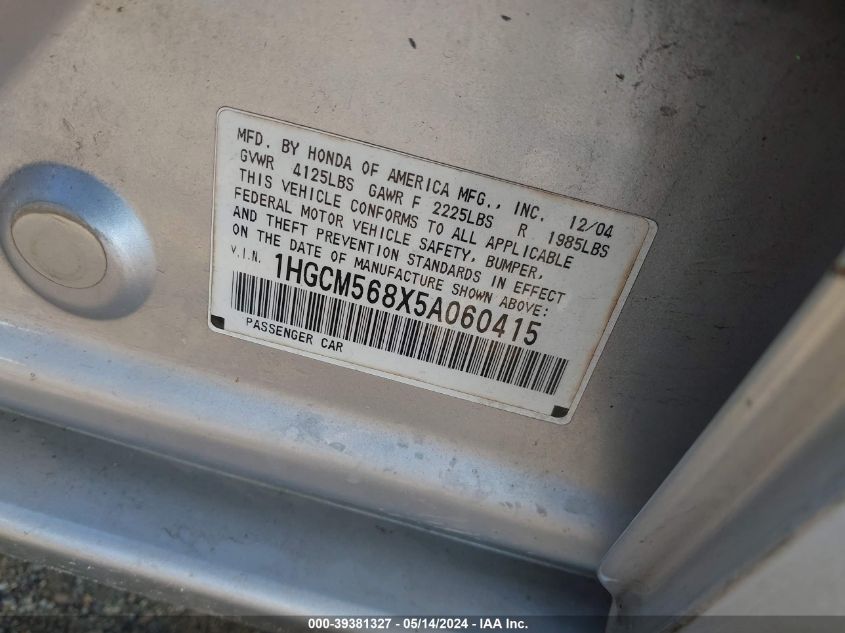 MFD. BY HONDA OF AMERICA MFG., INC. 12/04
GVWR 4125LBS GAWR F 2225LBS R 1985LBS
THIS VEHICLE CONFORMS TO ALL APPLICABLE
FEDERAL MOTOR VEHICLE SAFETY, BUMPER,
AND THEFT PREVENTION STANDARDS IN EFFECT
ON THE DATE OF MANUFACTURE SHOWN ABOVE:
V.I.N. 1HGCM568X5A060415
PASSENGER CAR
000-39381327 - 05/14/2024 - IAA Inc.